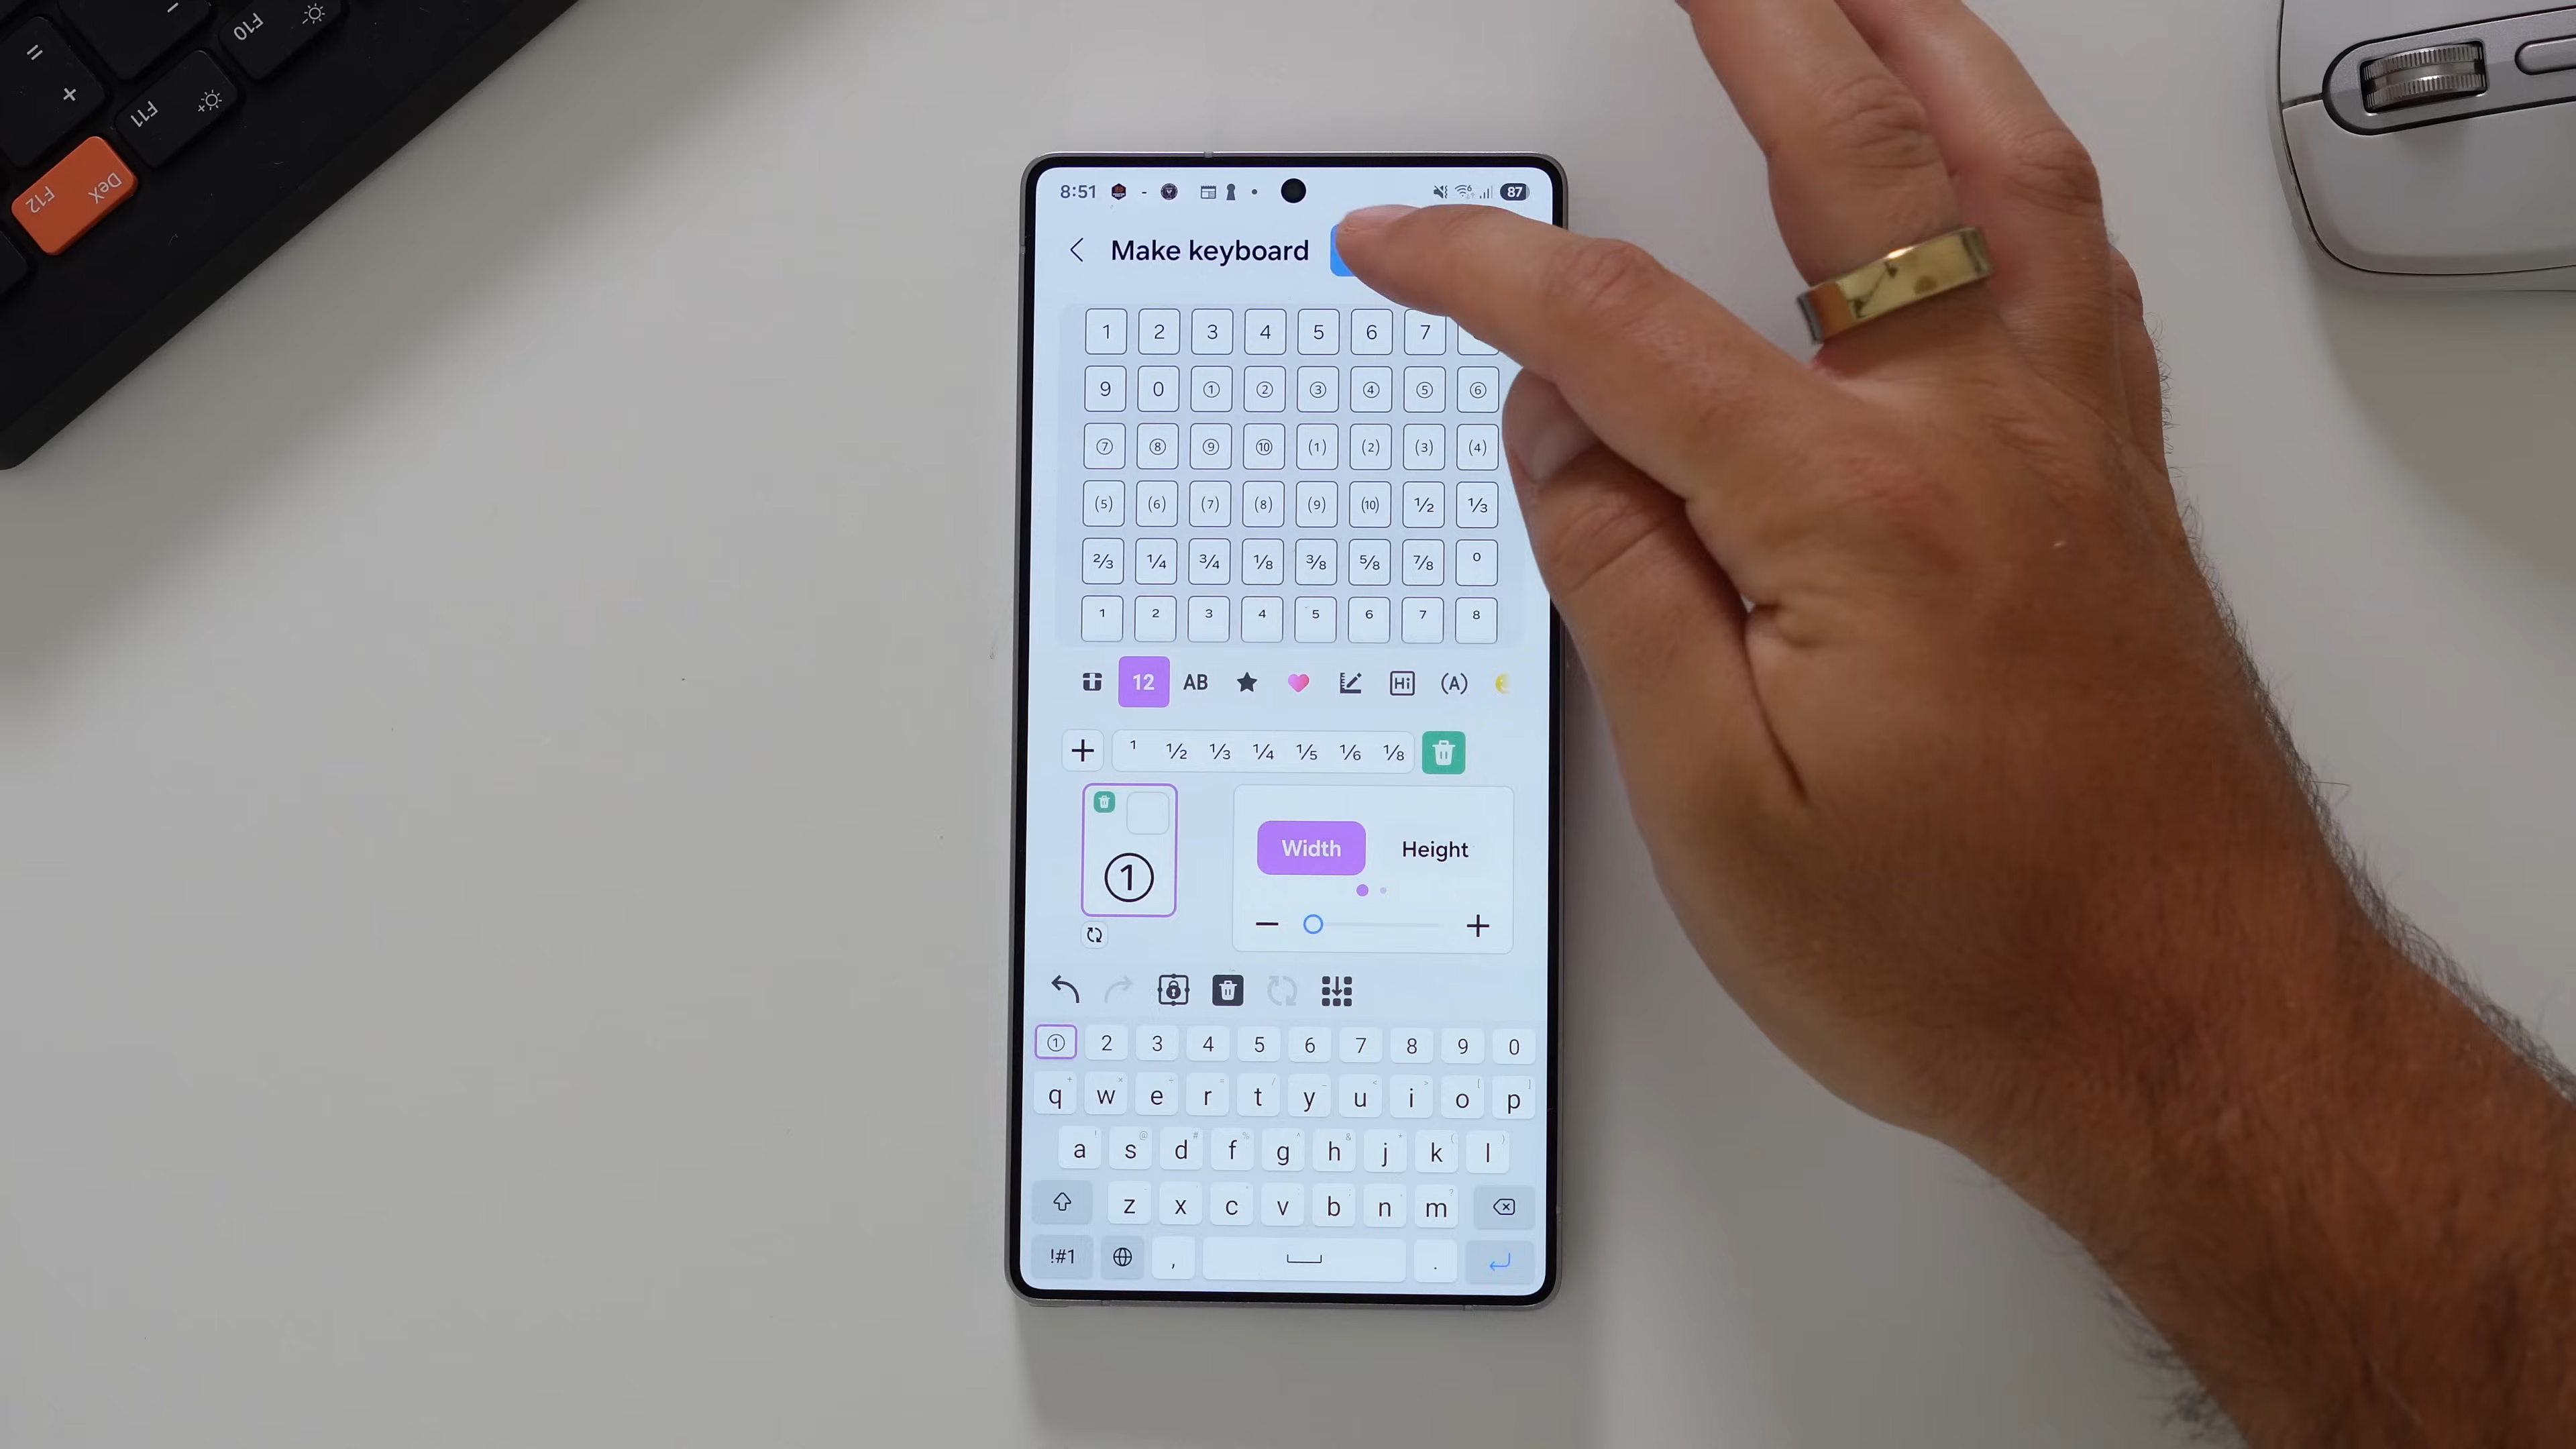 =
+
F10
F11
F12
DeX
8:51
87
Make keyboard
1 2 3 4 5 6 7
9 0 ① ② ③ ④ ⑤ ⑥
⑦ ⑧ ⑨ ⑩ (1) (2) (3) (4)
(5) (6) (7) (8) (9) (10) ½ ⅓
⅔ ¼ ¾ ⅛ ⅜ ⅝ ⅞ ⁰
¹ ² ³ ⁴ ⁵ ⁶ ⁷ ⁸
12 AB Hi (A)
+ ¹ ½ ⅓ ¼ ⅕ ⅙ ⅛
①
Width Height
− +
① 2 3 4 5 6 7 8 9 0
q w e r t y u i o p
a s d f g h j k l
z x c v b n m
!#1 , .